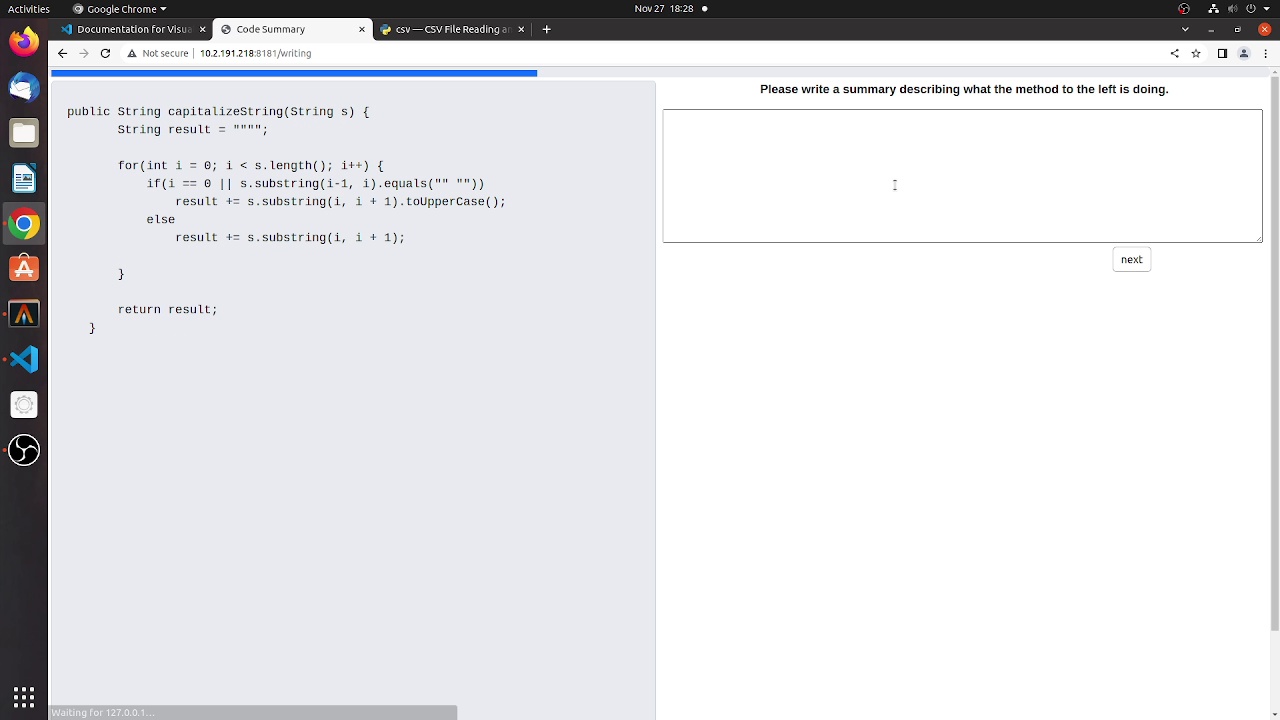 Activities
Google Chrome
Nov 27 18:28
Documentation for Visua
Code Summary
csv — CSV File Reading an
Not secure
10.2.191.218:8181/writing
public String capitalizeString(String s) {
String result = """";
for(int i = 0; i < s.length(); i++) {
if(i == 0 || s.substring(i-1, i).equals("" ""))
result += s.substring(i, i + 1).toUpperCase();
else
result += s.substring(i, i + 1);
}
return result;
}
Please write a summary describing what the method to the left is doing.
next
Waiting for 127.0.0.1...